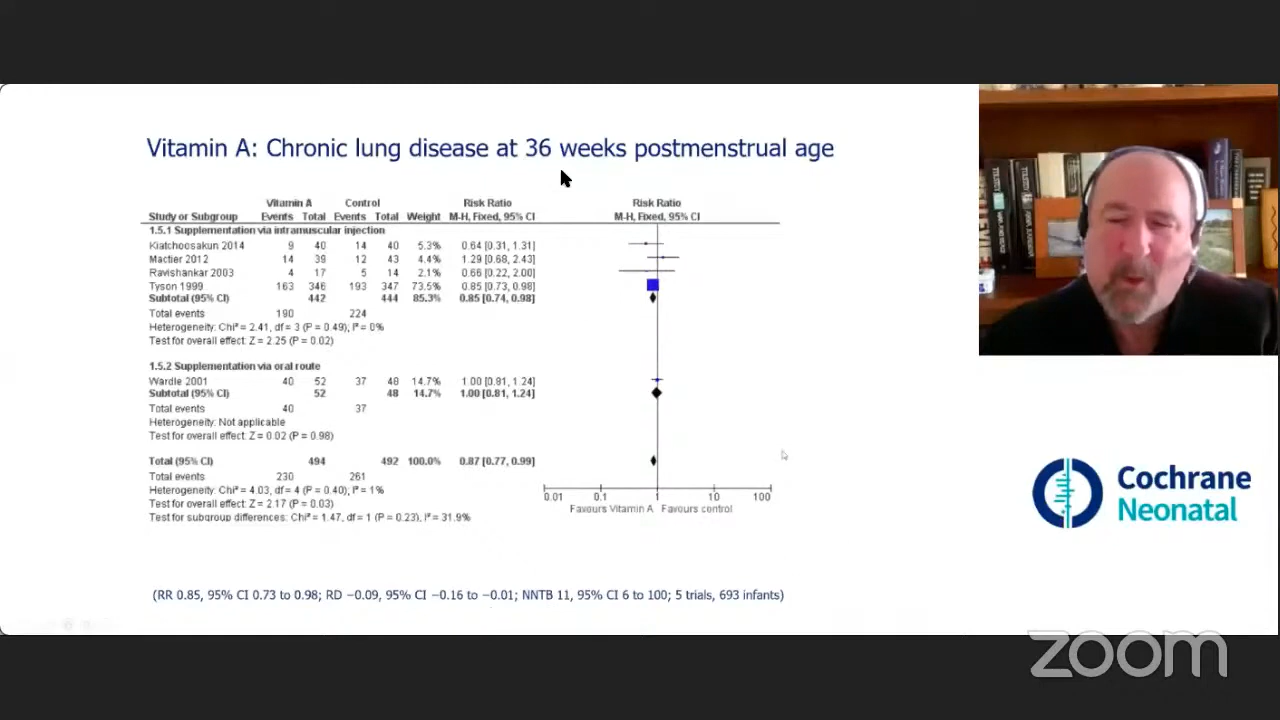 Vitamin A: Chronic lung disease at 36 weeks postmenstrual age
Vitamin A Control Risk Ratio Risk Ratio
Study or Subgroup Events Total Events Total Weight M-H, Fixed, 95% CI M-H, Fixed, 95% CI
1.5.1 Supplementation via intramuscular injection
Kiatchoosakun 2014 9 40 14 40 5.3% 0.64 [0.31, 1.31]
Mactier 2012 14 39 12 43 4.4% 1.29 [0.68, 2.43]
Ravishankar 2003 4 17 5 14 2.1% 0.66 [0.22, 2.00]
Tyson 1999 163 346 193 347 73.5% 0.85 [0.73, 0.98]
Subtotal (95% CI) 442 444 85.3% 0.85 [0.74, 0.98]
Total events 190 224
Heterogeneity: Chi² = 2.41, df = 3 (P = 0.49); I² = 0%
Test for overall effect: Z = 2.25 (P = 0.02)
1.5.2 Supplementation via oral route
Wardle 2001 40 52 37 48 14.7% 1.00 [0.81, 1.24]
Subtotal (95% CI) 52 48 14.7% 1.00 [0.81, 1.24]
Total events 40 37
Heterogeneity: Not applicable
Test for overall effect: Z = 0.02 (P = 0.98)
Total (95% CI) 494 492 100.0% 0.87 [0.77, 0.99]
Total events 230 261
Heterogeneity: Chi² = 4.03, df = 4 (P = 0.40); I² = 1%
Test for overall effect: Z = 2.17 (P = 0.03)
Test for subgroup differences: Chi² = 1.47, df = 1 (P = 0.23), I² = 31.9%
0.01 0.1 1 10 100
Favours Vitamin A Favours control
(RR 0.85, 95% CI 0.73 to 0.98; RD −0.09, 95% CI −0.16 to −0.01; NNTB 11, 95% CI 6 to 100; 5 trials, 693 infants)
Cochrane
Neonatal
zoom